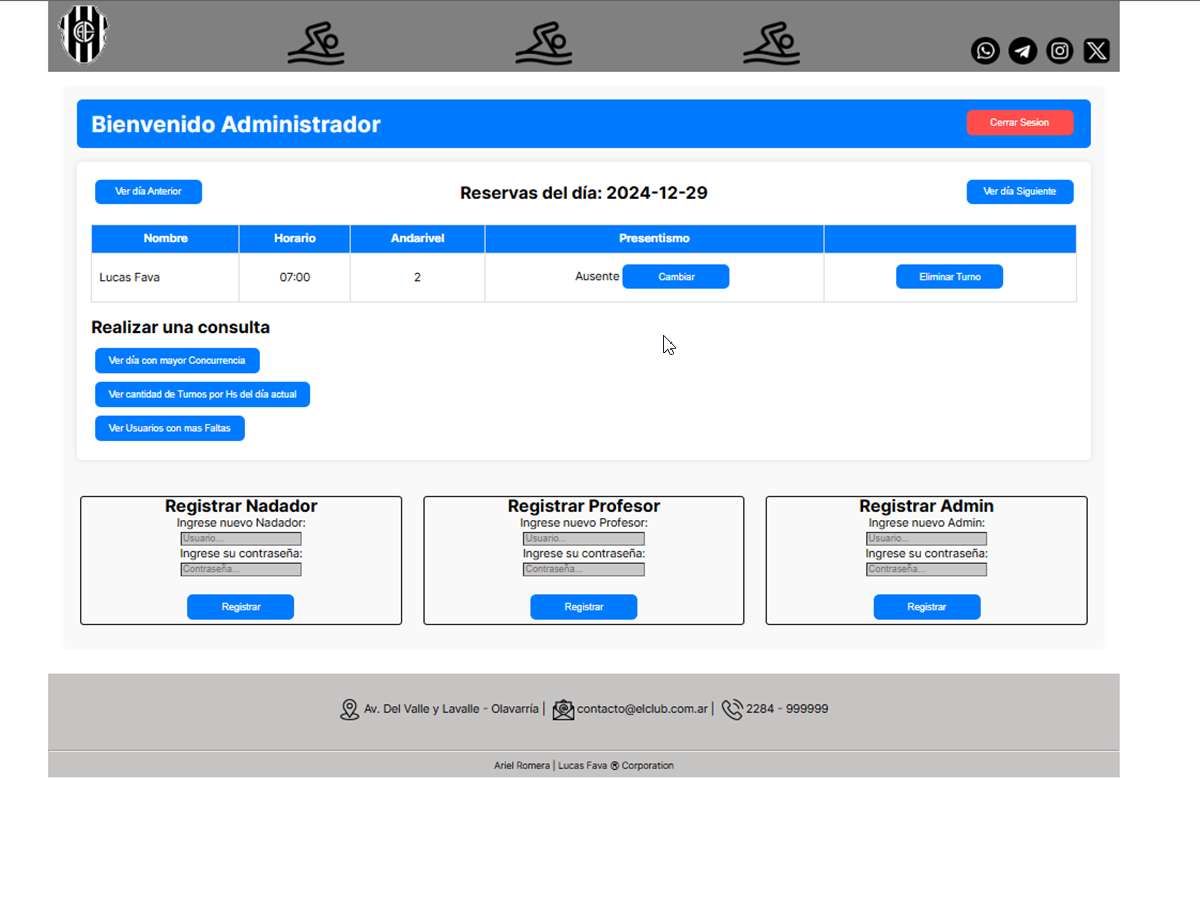 CAE
Bienvenido Administrador
Cerrar Sesion
Ver día Anterior
Reservas del día: 2024-12-29
Ver día Siguiente
Nombre Horario Andarivel Presentismo
Lucas Fava 07:00 2 Ausente Cambiar Eliminar Turno
Realizar una consulta
Ver día con mayor Concurrencia
Ver cantidad de Turnos por Hs del día actual
Ver Usuarios con mas Faltas
Registrar Nadador
Ingrese nuevo Nadador:
Usuario...
Ingrese su contraseña:
Contraseña...
Registrar
Registrar Profesor
Ingrese nuevo Profesor:
Usuario...
Ingrese su contraseña:
Contraseña...
Registrar
Registrar Admin
Ingrese nuevo Admin:
Usuario...
Ingrese su contraseña:
Contraseña...
Registrar
Av. Del Valle y Lavalle - Olavarría | contacto@elclub.com.ar | 2284 - 999999
Ariel Romera | Lucas Fava ® Corporation